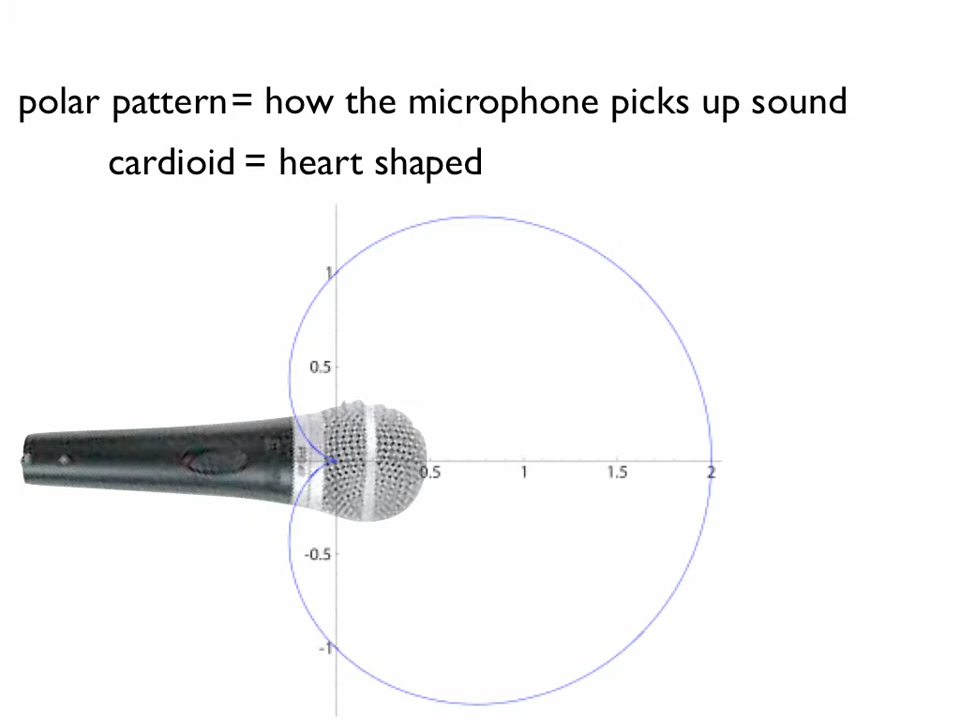 polar pattern = how the microphone picks up sound
cardioid = heart shaped
1
0.5
0.5 1 1.5 2
-0.5
-1